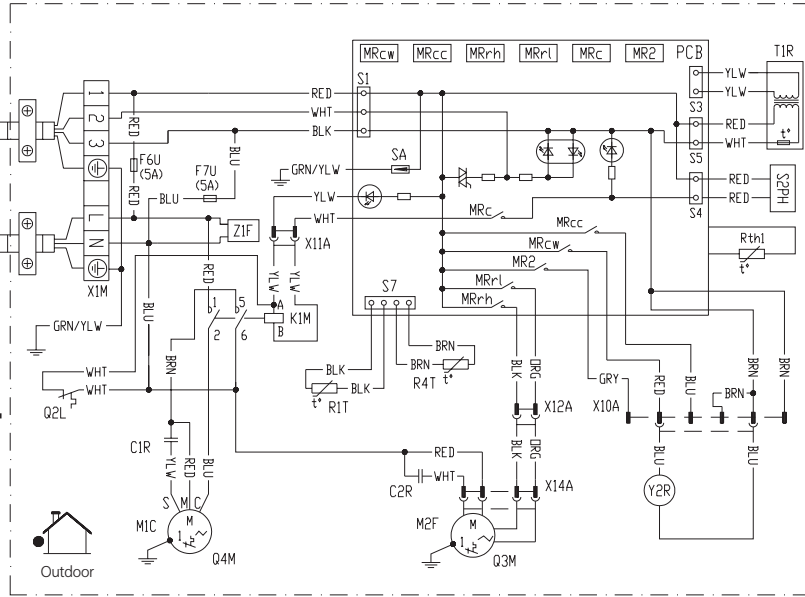 MRcw MRcc MRrh MRrl MRc MR2 PCB T1R
S1
YLW
YLW
S3
1 RED
2 WHT
3 BLK
RED
WHT
t°
S5
RED
F6U
(5A)
F7U
(5A)
BLU
GRN/YLW SA
BLU
RED
YLW
WHT
MRc
RED
RED
S4
S2PH
L
N
Z1F
X11A
MRcc
MRcw
MR2
MRrl
MRrh
Rth1
t°
X1M
RED
YLW YLW
S7
A
B
K1M
1 5
2 6
BLU
GRN/YLW
BRN
WHT
WHT
Q2L
BRN
BRN
R4T
t°
BLK
BLK
R1T
t°
BLK ORG
GRY
RED BLU
BRN
BRN BRN
X12A
X10A
C1R
YLW RED BLU
RED
WHT
C2R
BLK ORG
X14A
BLU
Y2R
BLU
S M C
M
1
M1C
Q4M
M2F
M
1
Q3M
Outdoor